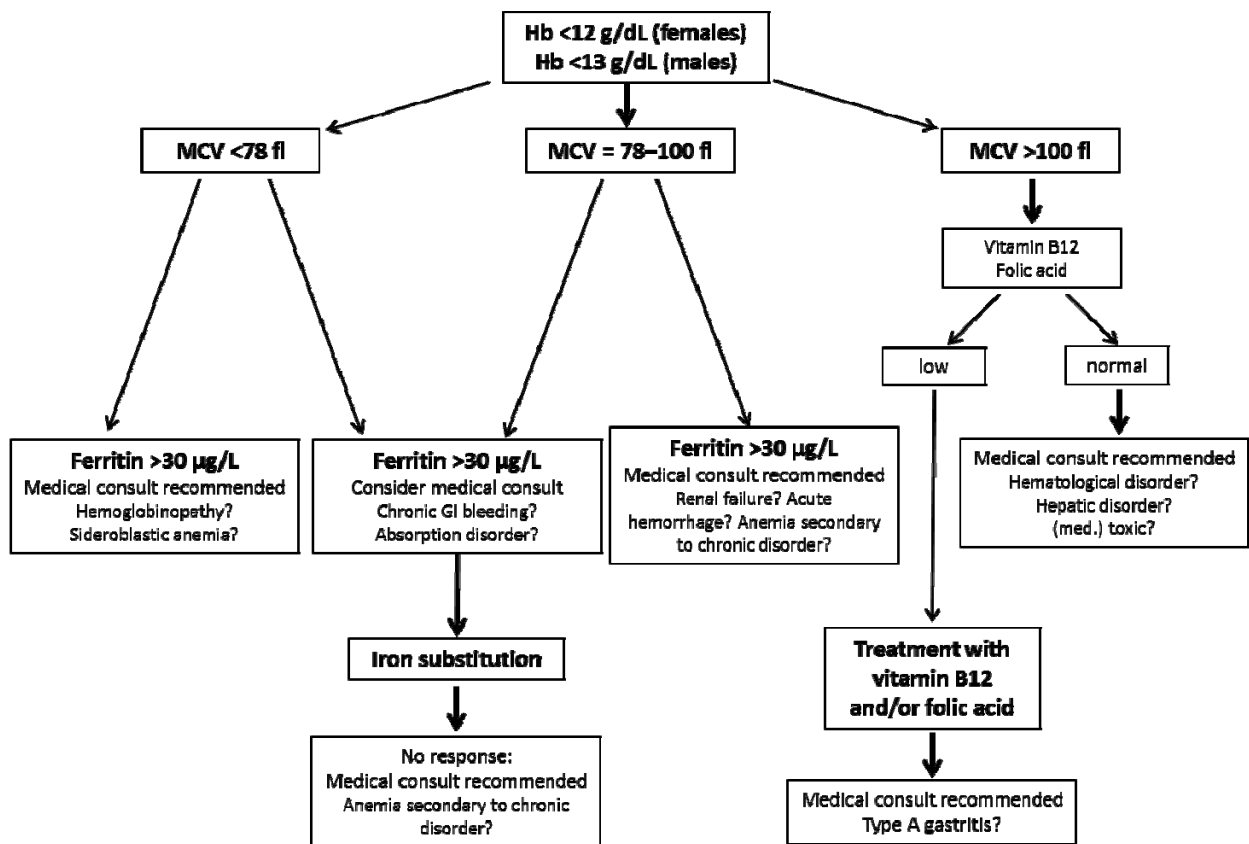 Hb <12 g/dL (females)
Hb <13 g/dL (males)
MCV <78 fl
MCV = 78–100 fl
MCV >100 fl
Vitamin B12
Folic acid
low
normal
Ferritin >30 µg/L
Medical consult recommended
Hemoglobinopathy?
Sideroblastic anemia?
Ferritin >30 µg/L
Consider medical consult
Chronic GI bleeding?
Absorption disorder?
Ferritin >30 µg/L
Medical consult recommended
Renal failure? Acute
hemorrhage? Anemia secondary
to chronic disorder?
Medical consult recommended
Hematological disorder?
Hepatic disorder?
(med.) toxic?
Iron substitution
Treatment with
vitamin B12
and/or folic acid
No response:
Medical consult recommended
Anemia secondary to chronic
disorder?
Medical consult recommended
Type A gastritis?